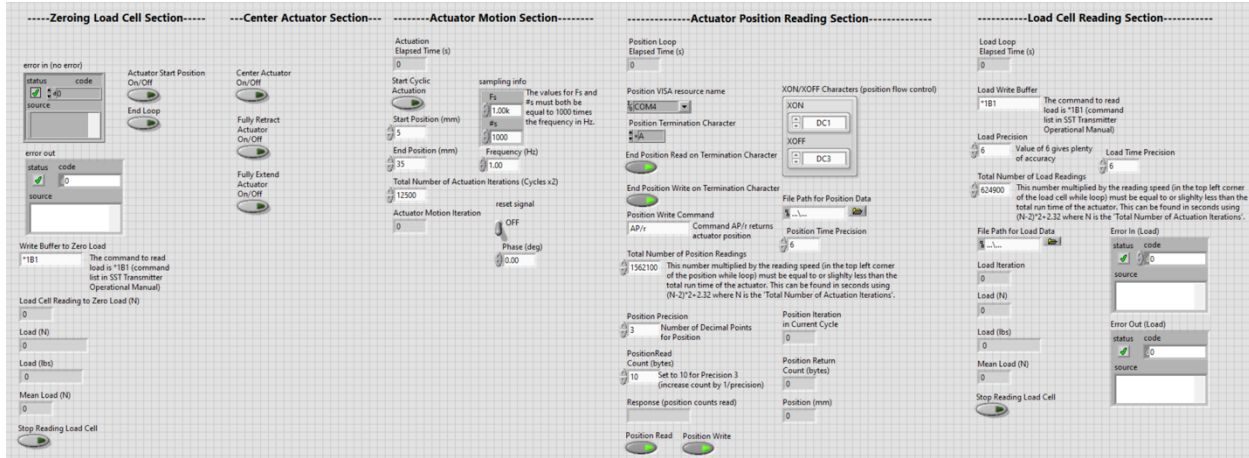 -----Zeroing Load Cell Section-----
error in (no error)
status code
0
source
Actuator Start Position
On/Off
End Loop
error out
status code
0
source
Write Buffer to Zero Load
*1B1
The command to read
load is *1B1 (command
list in SST Transmitter
Operational Manual)
Load Cell Reading to Zero Load (N)
0
Load (N)
0
Load (lbs)
0
Mean Load (N)
0
Stop Reading Load Cell
---Center Actuator Section---
Center Actuator
On/Off
Fully Retract
Actuator
On/Off
Fully Extend
Actuator
On/Off
--------Actuator Motion Section--------
Actuation
Elapsed Time (s)
0
Start Cyclic
Actuation
sampling info
Fs
1.00k
#s
1000
The values for Fs and
#s must both be
equal to 1000 times
the frequency in Hz.
Start Position (mm)
5
End Position (mm)
35
Frequency (Hz)
1.00
Total Number of Actuation Iterations (Cycles x2)
12500
reset signal
OFF
Actuator Motion Iteration
0
Phase (deg)
0.00
--------------Actuator Position Reading Section--------------
Position Loop
Elapsed Time (s)
0
Position VISA resource name
COM4
Position Termination Character
A
End Position Read on Termination Character
XON/XOFF Characters (position flow control)
XON
DC1
XOFF
DC3
End Position Write on Termination Character
File Path for Position Data
Position Write Command
AP/r
Command AP/r returns
actuator position
Position Time Precision
6
Total Number of Position Readings
1562100
This number multiplied by the reading speed (in the top left corner
of the position while loop) must be equal to or slighlty less than the
total run time of the actuator. This can be found in seconds using
(N-2)*2+2.32 where N is the 'Total Number of Actuation Iterations'.
Position Precision
3
Number of Decimal Points
for Position
Position Iteration
in Current Cycle
0
PositionRead
Count (bytes)
10
Set to 10 for Precision 3
(increase count by 1/precision)
Position Return
Count (bytes)
0
Response (position counts read)
Position (mm)
0
Position Read
Position Write
-----------Load Cell Reading Section-----------
Load Loop
Elapsed Time (s)
0
Load Write Buffer
*1B1
The command to read
load is *1B1 (command
list in SST Transmitter
Operational Manual)
Load Precision
6
Value of 6 gives plenty
of accuracy
Load Time Precision
6
Total Number of Load Readings
624900
This number multiplied by the reading speed (in the top left corner
of the load cell while loop) must be equal to or slighlty less than the
total run time of the actuator. This can be found in seconds using
(N-2)*2+2.32 where N is the 'Total Number of Actuation Iterations'.
File Path for Load Data
Load Iteration
0
Load (N)
0
Load (lbs)
0
Mean Load (N)
0
Stop Reading Load Cell
Error In (Load)
status code
0
source
Error Out (Load)
status code
0
source